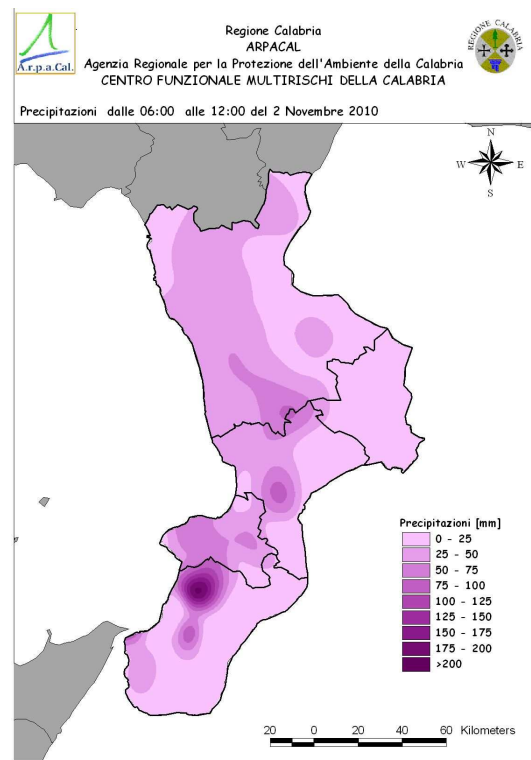 Regione Calabria
ARPACAL
Agenzia Regionale per la Protezione dell'Ambiente della Calabria
CENTRO FUNZIONALE MULTIRISCHI DELLA CALABRIA
A.r.p.a.Cal.
REGIONE CALABRIA
Precipitazioni dalle 06:00 alle 12:00 del 2 Novembre 2010
N
W E
S
Precipitazioni [mm]
0 - 25
25 - 50
50 - 75
75 - 100
100 - 125
125 - 150
150 - 175
175 - 200
>200
20 0 20 40 60 Kilometers